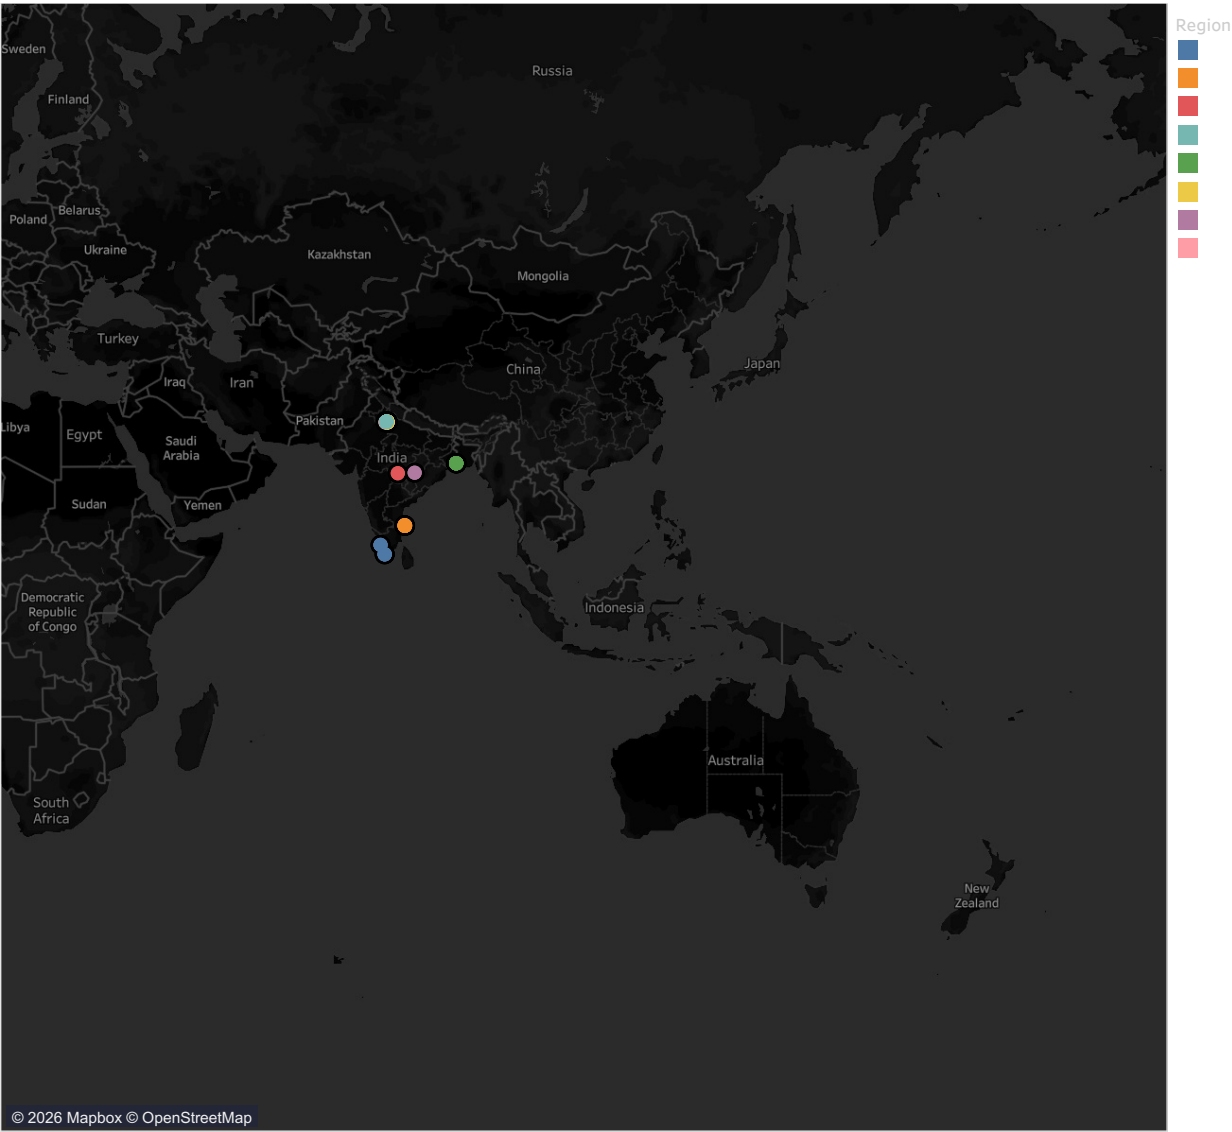 Region
Sweden
Russia
Finland
Belarus
Poland
Ukraine
Kazakhstan
Mongolia
Turkey
Japan
China
Iraq
Iran
Pakistan
Libya
Egypt
Saudi
Arabia
India
Sudan
Yemen
Democratic
Republic
of Congo
Indonesia
Australia
South
Africa
New
Zealand
© 2026 Mapbox © OpenStreetMap